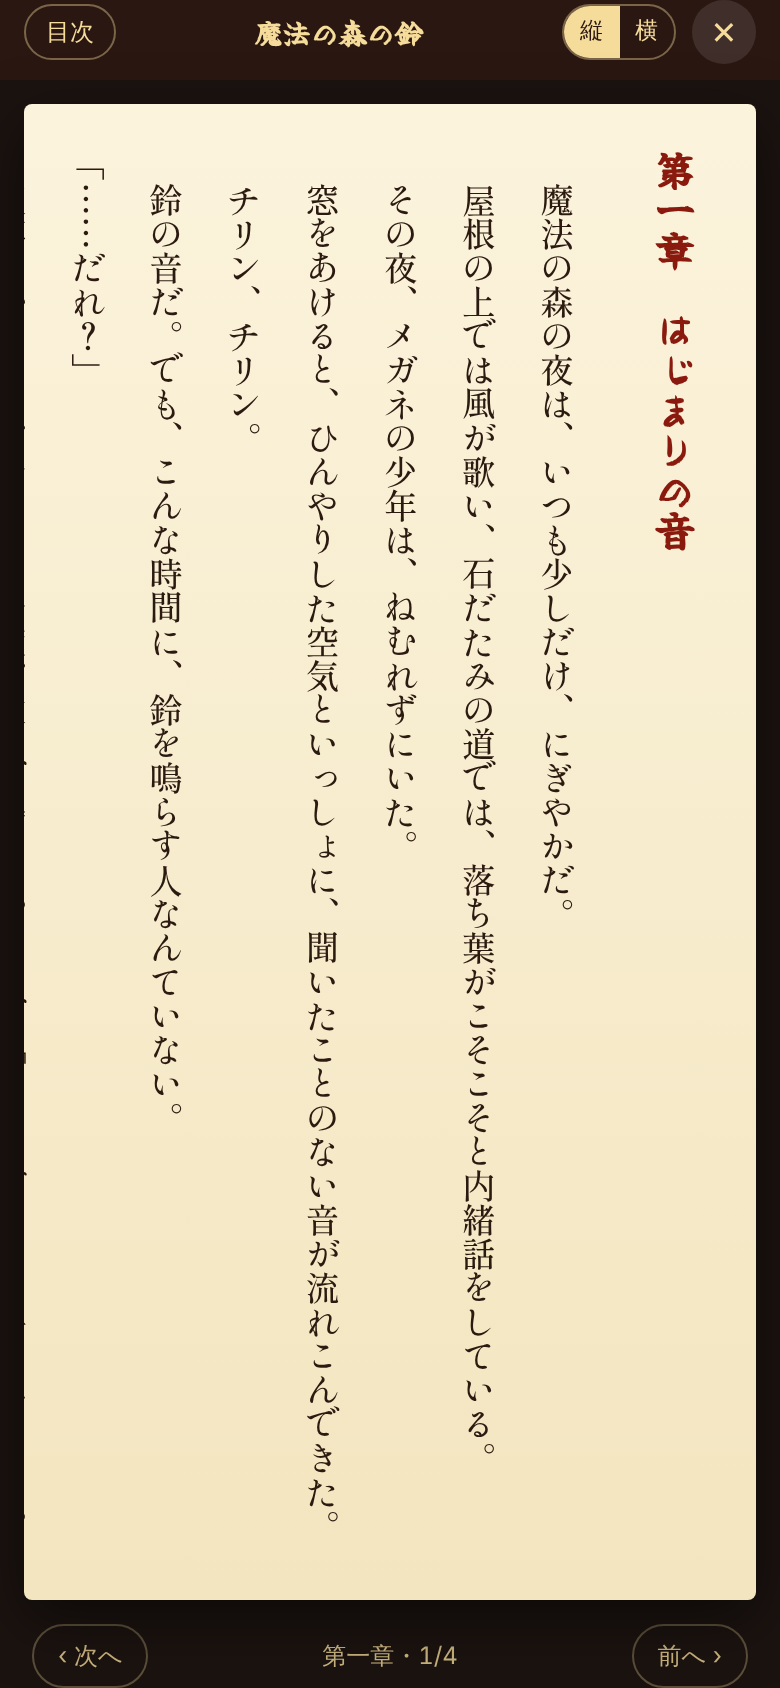 目次
魔法の森の鈴
縦
横
×
第一章　はじまりの音
魔法の森の夜は、いつも少しだけ、にぎやかだ。
屋根の上では風が歌い、石だたみの道では、落ち葉がこそこそと内緒話をしている。
その夜、メガネの少年は、ねむれずにいた。
窓をあけると、ひんやりした空気といっしょに、聞いたことのない音が流れこんできた。
チリン、チリン。
鈴の音だ。でも、こんな時間に、鈴を鳴らす人なんていない。
「……だれ？」
‹ 次へ
第一章・1/4
前へ ›